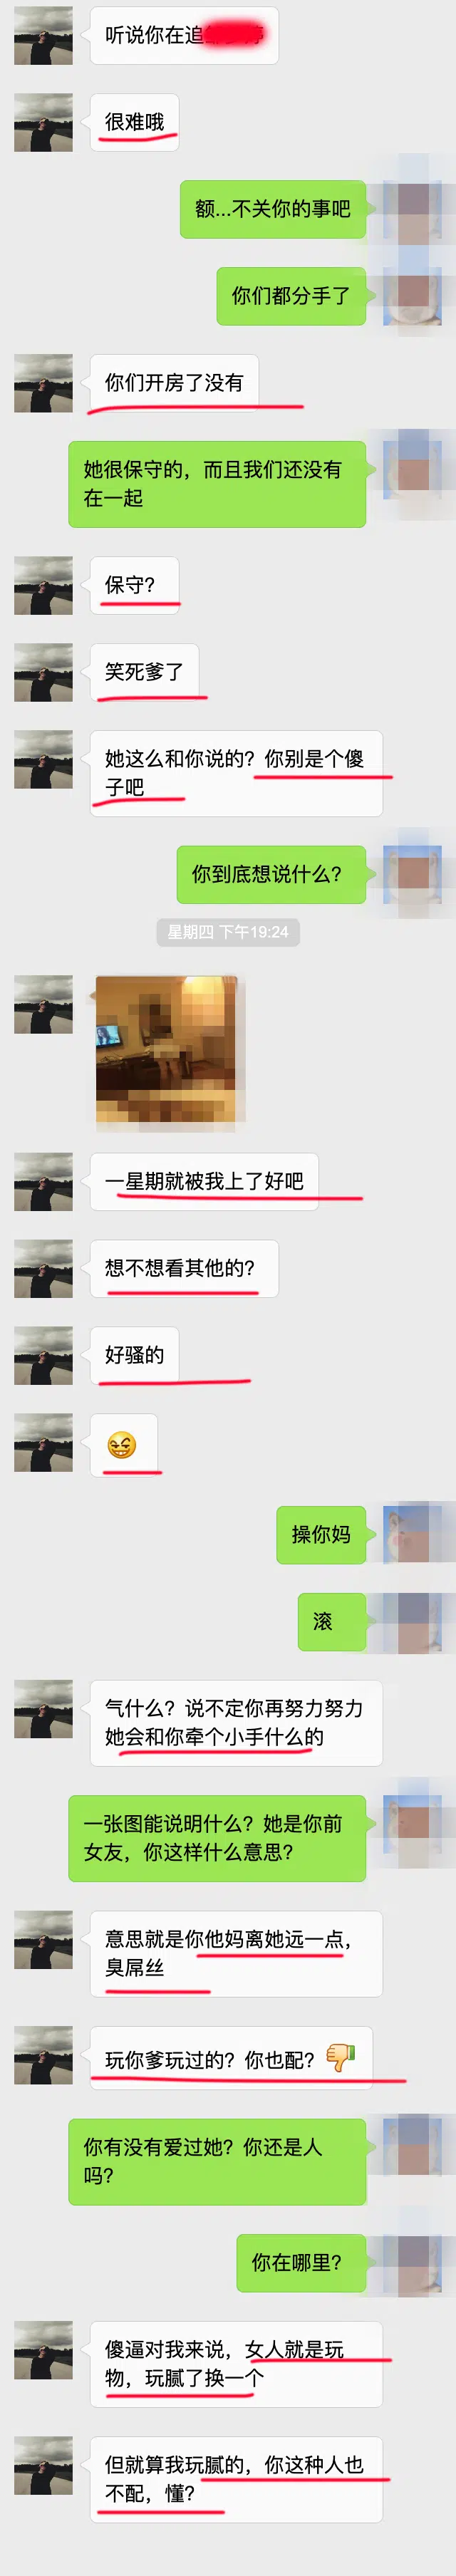 听说你在追
很难哦
额...不关你的事吧
你们都分手了
你们开房了没有
她很保守的，而且我们还没有
在一起
保守？
笑死爹了
她这么和你说的？你别是个傻
子吧
你到底想说什么？
星期四 下午19:24
一星期就被我上了好吧
想不想看其他的？
好骚的
操你妈
滚
气什么？说不定你再努力努力
她会和你牵个小手什么的
一张图能说明什么？她是你前
女友，你这样什么意思？
意思就是你他妈离她远一点，
臭屌丝
玩你爹玩过的？你也配？
你有没有爱过她？你还是人
吗？
你在哪里？
傻逼对我来说，女人就是玩
物，玩腻了换一个
但就算我玩腻的，你这种人也
不配，懂？